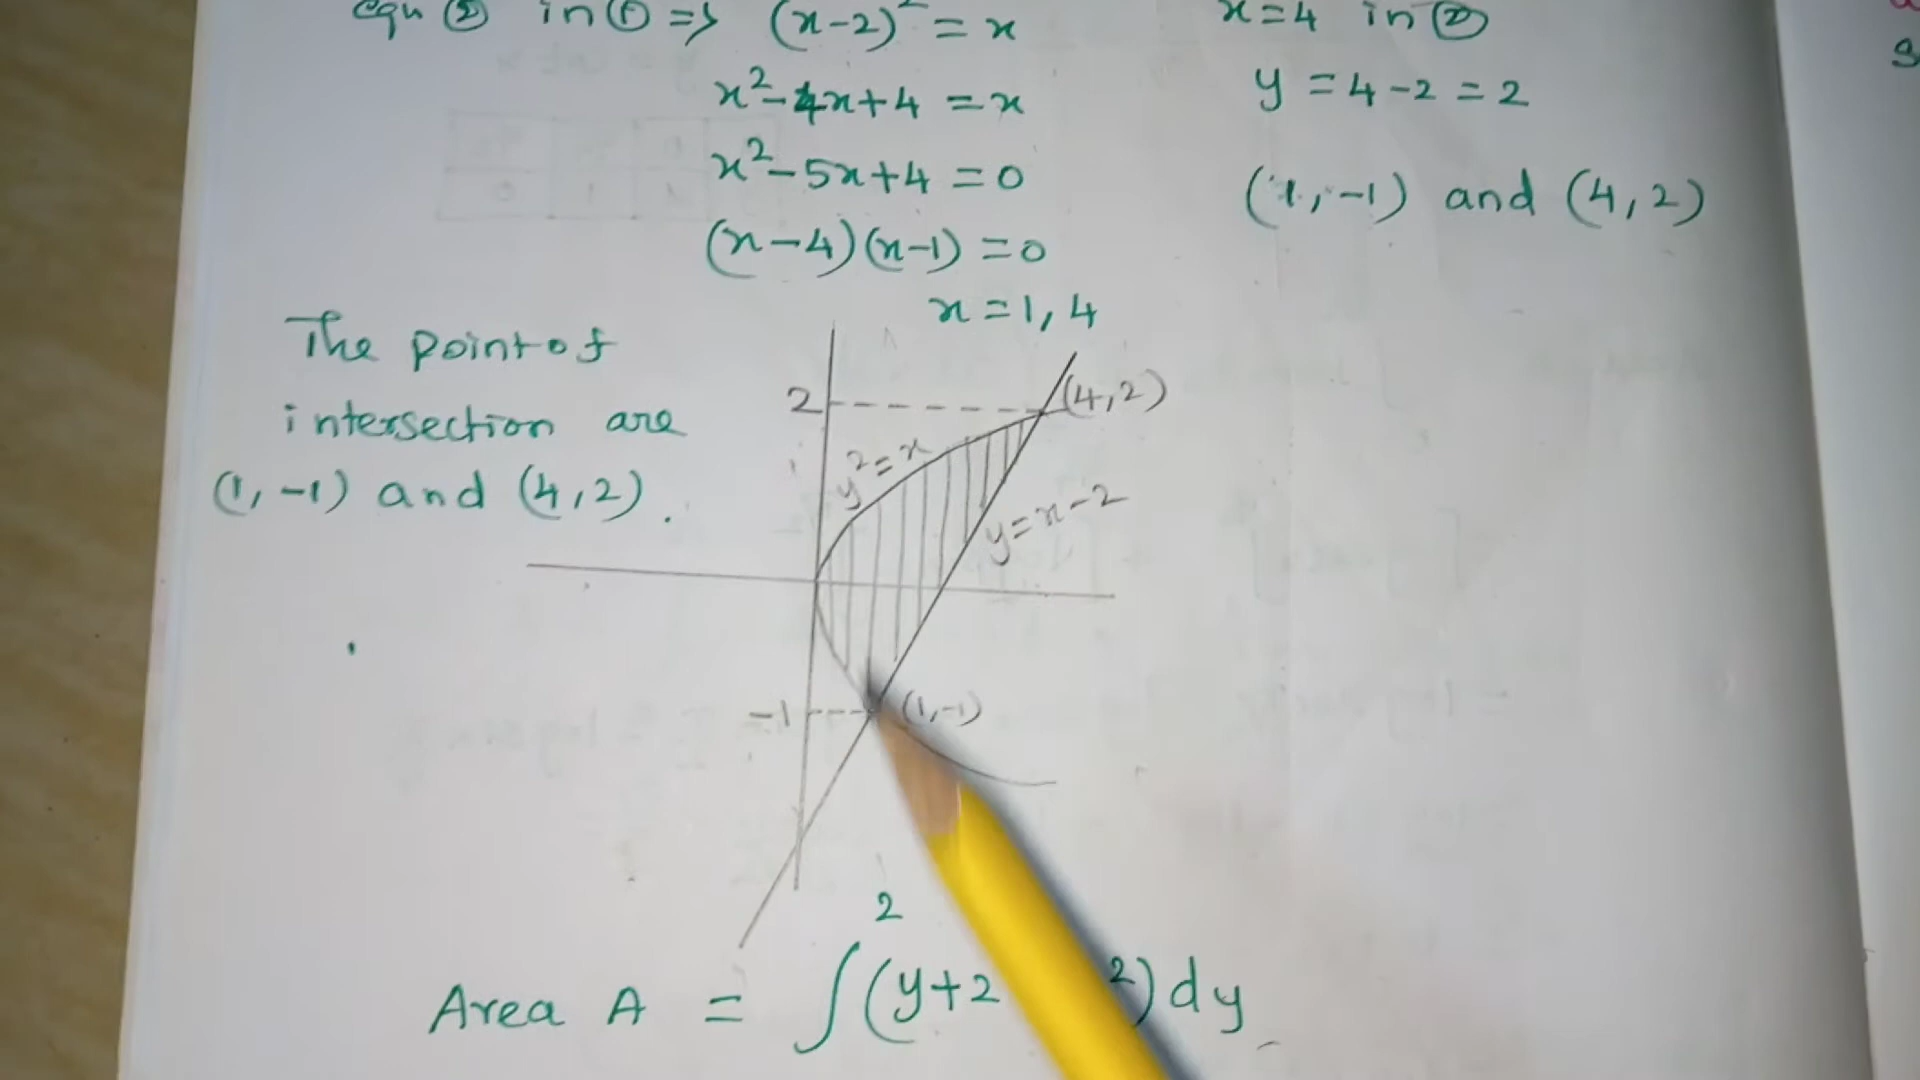 equ ② in ① => (x-2)² = x
x² - 4x + 4 = x
x² - 5x + 4 = 0
(x-4)(x-1) = 0
x = 1, 4
x = 4 in ②
y = 4 - 2 = 2
(1, -1) and (4, 2)
The point of
intersection are
(1, -1) and (4, 2).
2
(4,2)
y² = x
y = x - 2
-1
(1,-1)
2
Area A = ∫(y+2 ²)dy